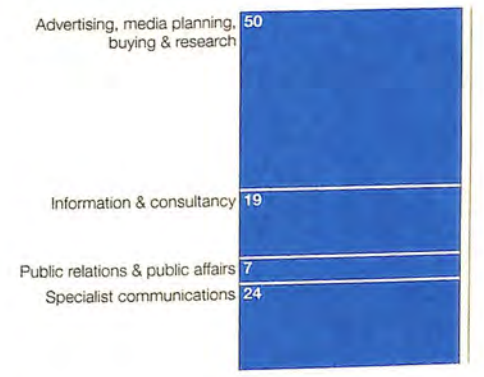 Advertising, media planning, 50
buying & research
Information & consultancy 19
Public relations & public affairs 7
Specialist communications 24